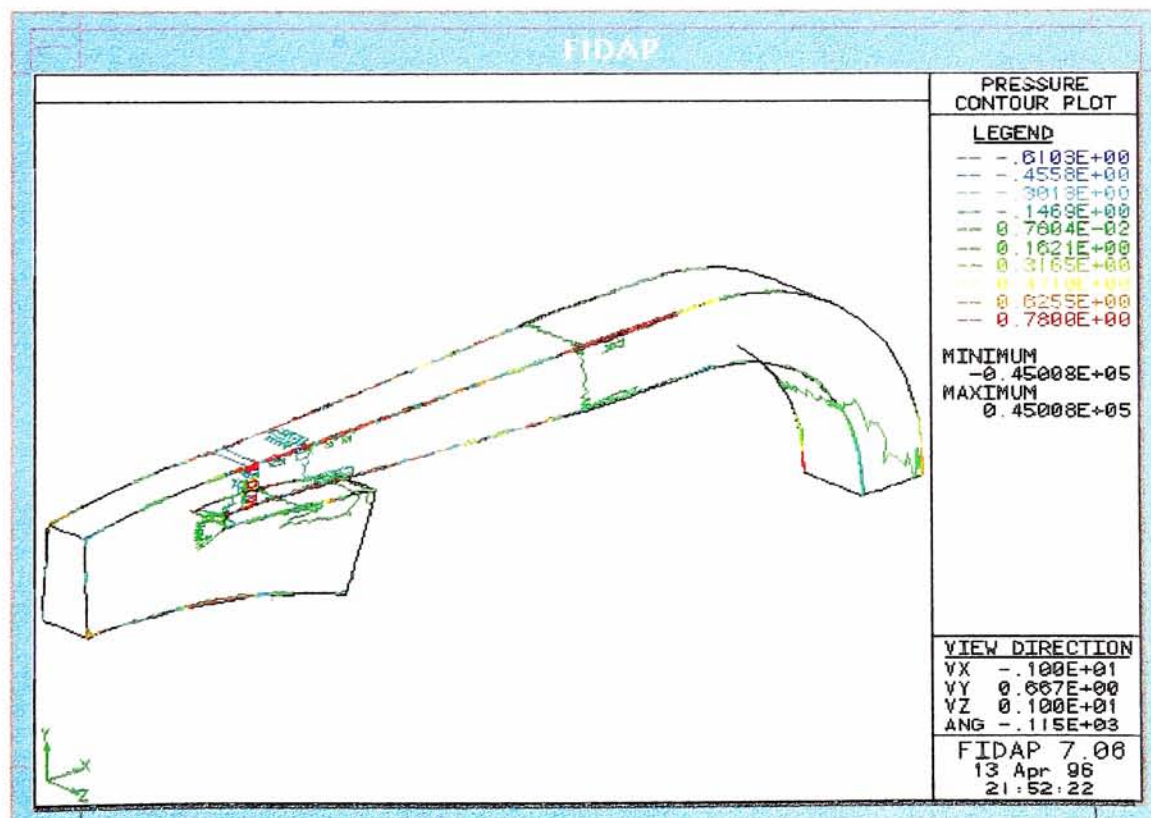 FIDAP
PRESSURE
CONTOUR PLOT
LEGEND
-- -.6103E+00
-- -.4558E+00
-- -.3013E+00
-- -.1469E+00
-- 0.7604E-02
-- 0.1621E+00
-- 0.3165E+00
-- 0.4710E+00
-- 0.6255E+00
-- 0.7800E+00
MINIMUM
-0.45008E+05
MAXIMUM
0.45008E+05
VIEW DIRECTION
VX -.100E+01
VY 0.667E+00
VZ 0.100E+01
ANG -.115E+03
FIDAP 7.06
13 Apr 96
21:52:22
Y
X
Z